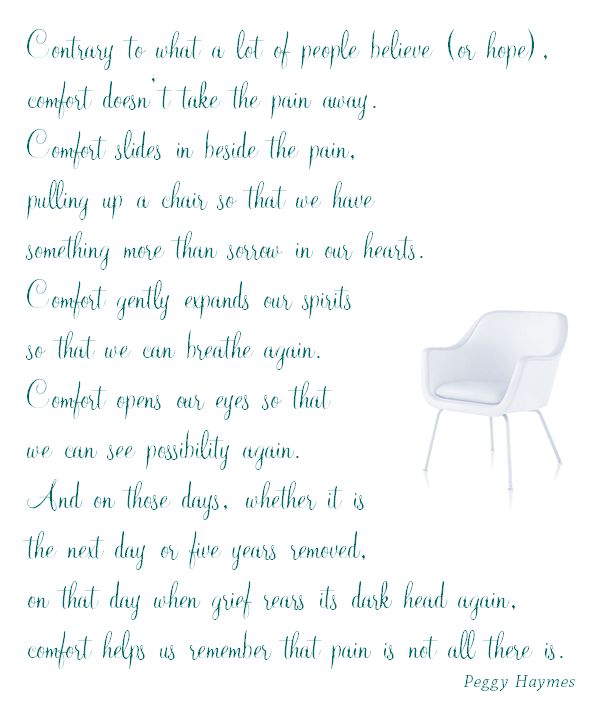 Contrary to what a lot of people believe (or hope),
comfort doesn't take the pain away.
Comfort slides in beside the pain,
pulling up a chair so that we have
something more than sorrow in our hearts.
Comfort gently expands our spirits
so that we can breathe again.
Comfort opens our eyes so that
we can see possibility again.
And on those days, whether it is
the next day or five years removed,
on that day when grief rears its dark head again,
comfort helps us remember that pain is not all there is.
Peggy Haymes